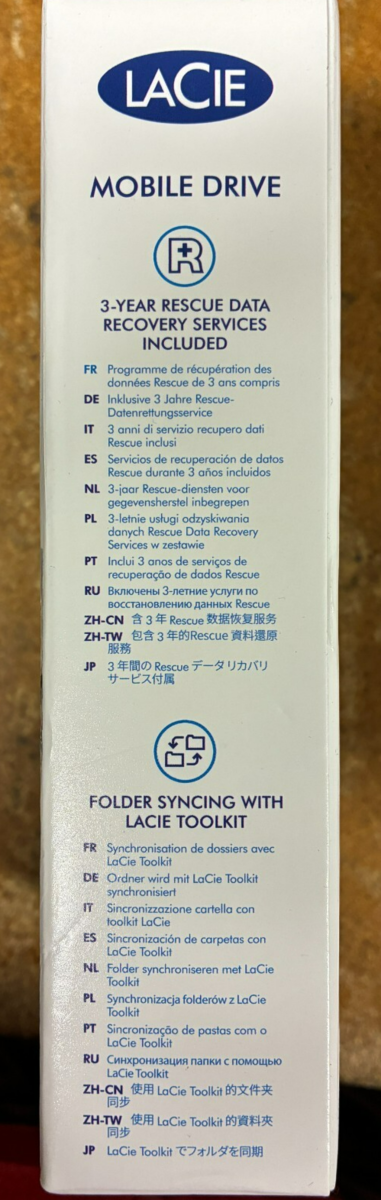 LACIE
MOBILE DRIVE
R
3-YEAR RESCUE DATA
RECOVERY SERVICES
INCLUDED
FR Programme de récupération des
données Rescue de 3 ans compris
DE Inklusive 3 Jahre Rescue-
Datenrettungsservice
IT 3 anni di servizio recupero dati
Rescue inclusi
ES Servicios de recuperación de datos
Rescue durante 3 años incluidos
NL 3-jaar Rescue-diensten voor
gegevensherstel inbegrepen
PL 3-letnie usługi odzyskiwania
danych Rescue Data Recovery
Services w zestawie
PT Inclui 3 anos de serviços de
recuperação de dados Rescue
RU Включены 3-летние услуги по
восстановлению данных Rescue
ZH-CN 含 3 年 Rescue 数据恢复服务
ZH-TW 包含 3 年的Rescue 資料還原
服務
JP 3 年間の Rescue データリカバリ
サービス付属
FOLDER SYNCING WITH
LACIE TOOLKIT
FR Synchronisation de dossiers avec
LaCie Toolkit
DE Ordner wird mit LaCie Toolkit
synchronisiert
IT Sincronizzazione cartella con
toolkit LaCie
ES Sincronización de carpetas con
LaCie Toolkit
NL Folder synchroniseren met LaCie
Toolkit
PL Synchronizacja folderów z LaCie
Toolkit
PT Sincronização de pastas com o
LaCie Toolkit
RU Синхронизация папки с помощью
LaCie Toolkit
ZH-CN 使用 LaCie Toolkit 的文件夹
同步
ZH-TW 使用 LaCie Toolkit 的資料夾
同步
JP LaCie Toolkit でフォルダを同期